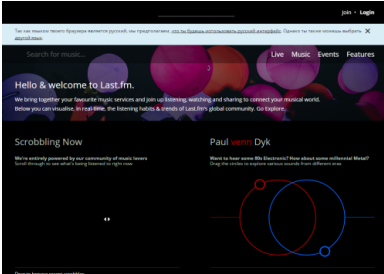 Join • Login
Так как языком твоего браузера является русский, мы предполагаем, что ты будешь использовать русский интерфейс. Однако ты также можешь выбрать
другой язык.
Search for music...
Live Music Events Features
Hello & welcome to Last.fm.
We bring together your favourite music services and join up listening, watching and sharing to connect your musical world.
Below you can visualise, in real-time, the listening habits & trends of Last.fm's global community. Go Explore.
Scrobbling Now
We're entirely powered by our community of music lovers
Scroll through to see what's being listened to right now
Paul venn Dyk
Want to hear some 80s Electronic? How about some millennial Metal?
Drag the circles to explore various sounds from different eras